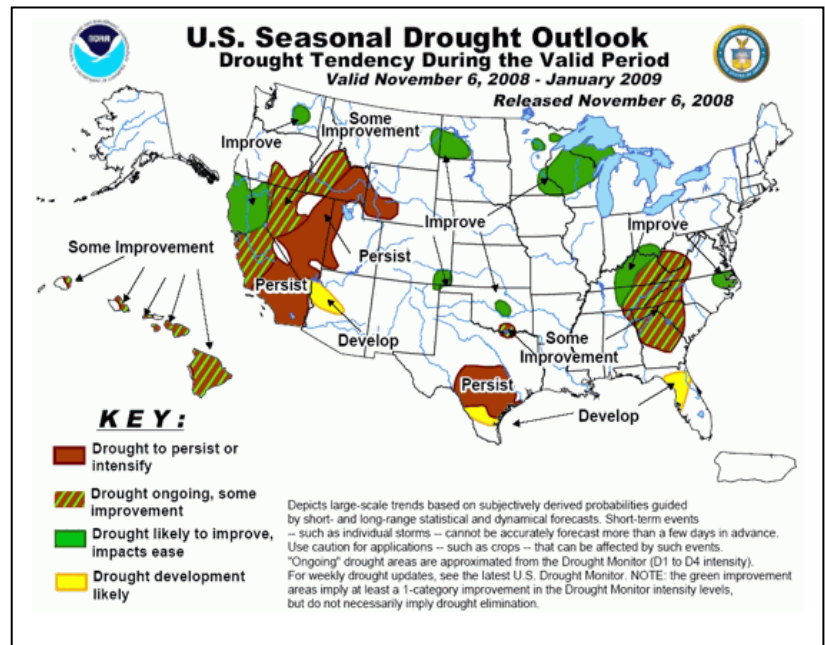 U.S. Seasonal Drought Outlook
Drought Tendency During the Valid Period
Valid November 6, 2008 - January 2009
Released November 6, 2008
NOAA
Some
Improvement
Improve
Improve
Improve
Some Improvement
Persist
Persist
Develop
Some
Improvement
Persist
Develop
KEY:
Drought to persist or
intensify
Drought ongoing, some
improvement
Drought likely to improve,
impacts ease
Drought development
likely
Depicts large-scale trends based on subjectively derived probabilities guided
by short- and long-range statistical and dynamical forecasts. Short-term events
-- such as individual storms -- cannot be accurately forecast more than a few days in advance.
Use caution for applications -- such as crops -- that can be affected by such events.
"Ongoing" drought areas are approximated from the Drought Monitor (D1 to D4 intensity).
For weekly drought updates, see the latest U.S. Drought Monitor. NOTE: the green improvement
areas imply at least a 1-category improvement in the Drought Monitor intensity levels,
but do not necessarily imply drought elimination.